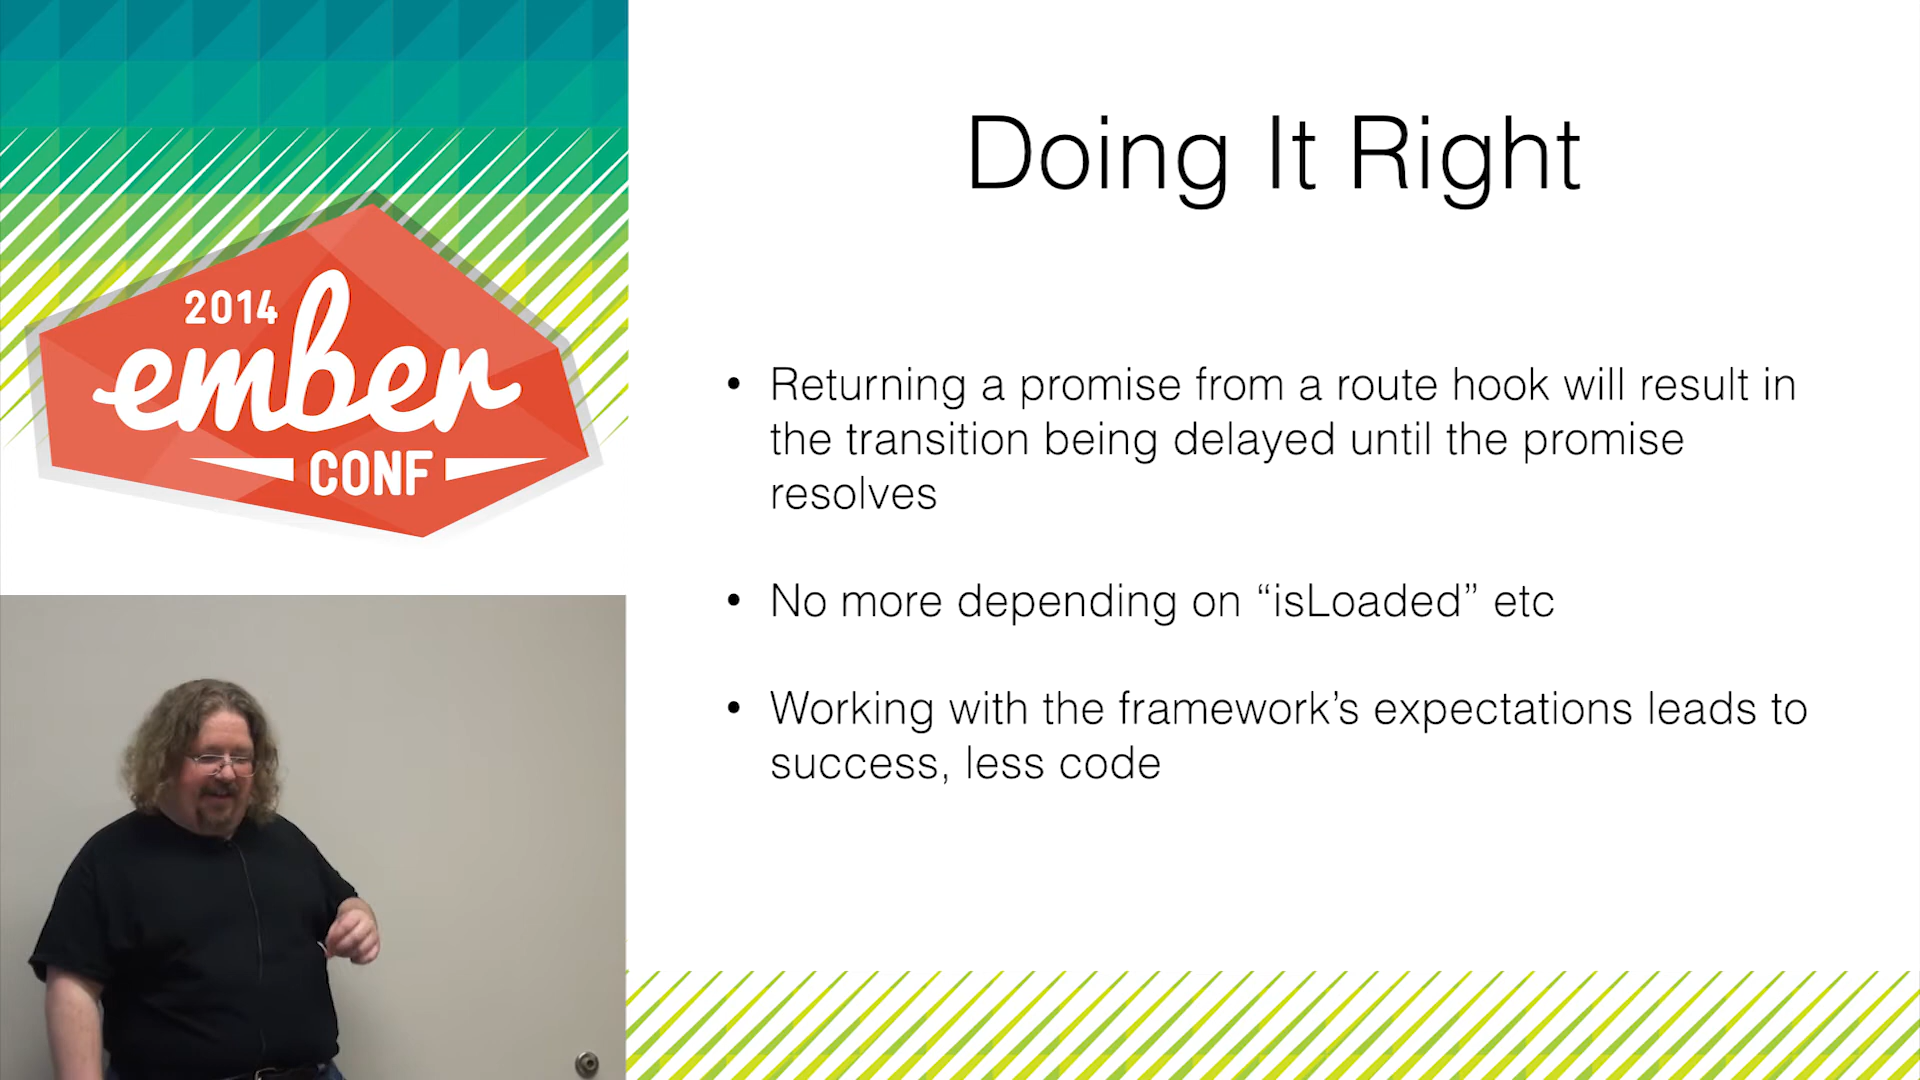 2014
ember
CONF
Doing It Right
• Returning a promise from a route hook will result in
the transition being delayed until the promise
resolves
• No more depending on “isLoaded” etc
• Working with the framework’s expectations leads to
success, less code